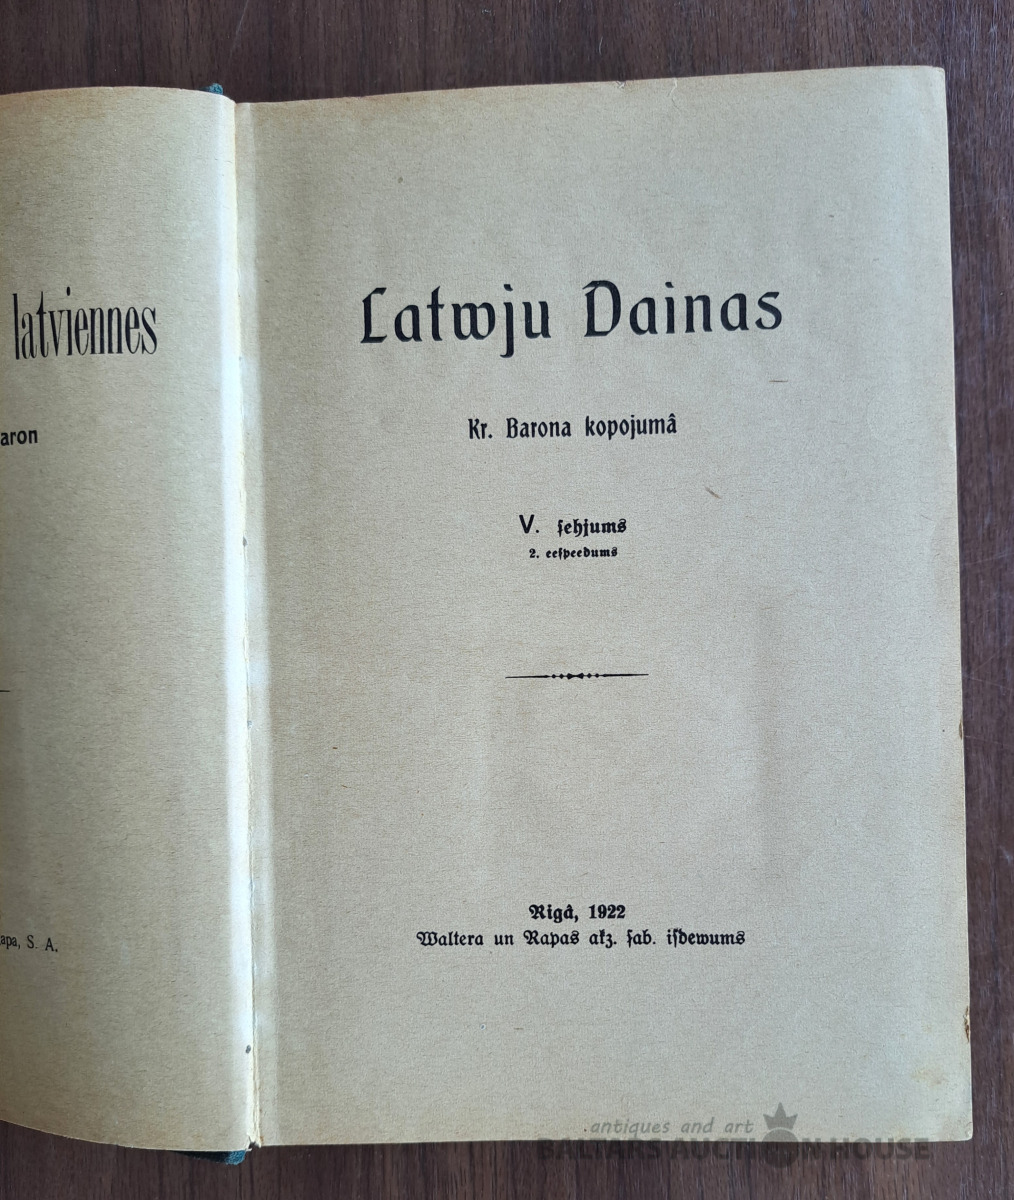 latviennes
aron
apa, S. A.
Latwju Dainas
Kr. Barona kopojumâ
V. ſehjums
2. eeſpeedums
Rigâ, 1922
Waltera un Rapas akz. ſab. iſdewums
antiques and art
BALTARS AUCTION HOUSE